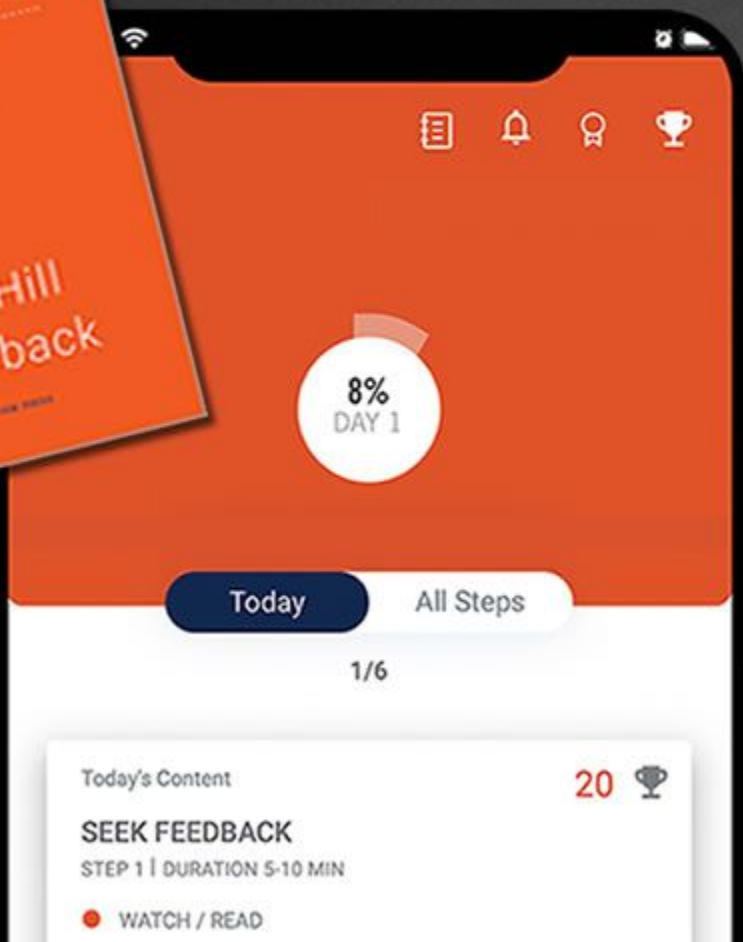 Hill
back
8%
DAY 1
Today
All Steps
1/6
Today's Content
20
SEEK FEEDBACK
STEP 1 | DURATION 5-10 MIN
WATCH / READ